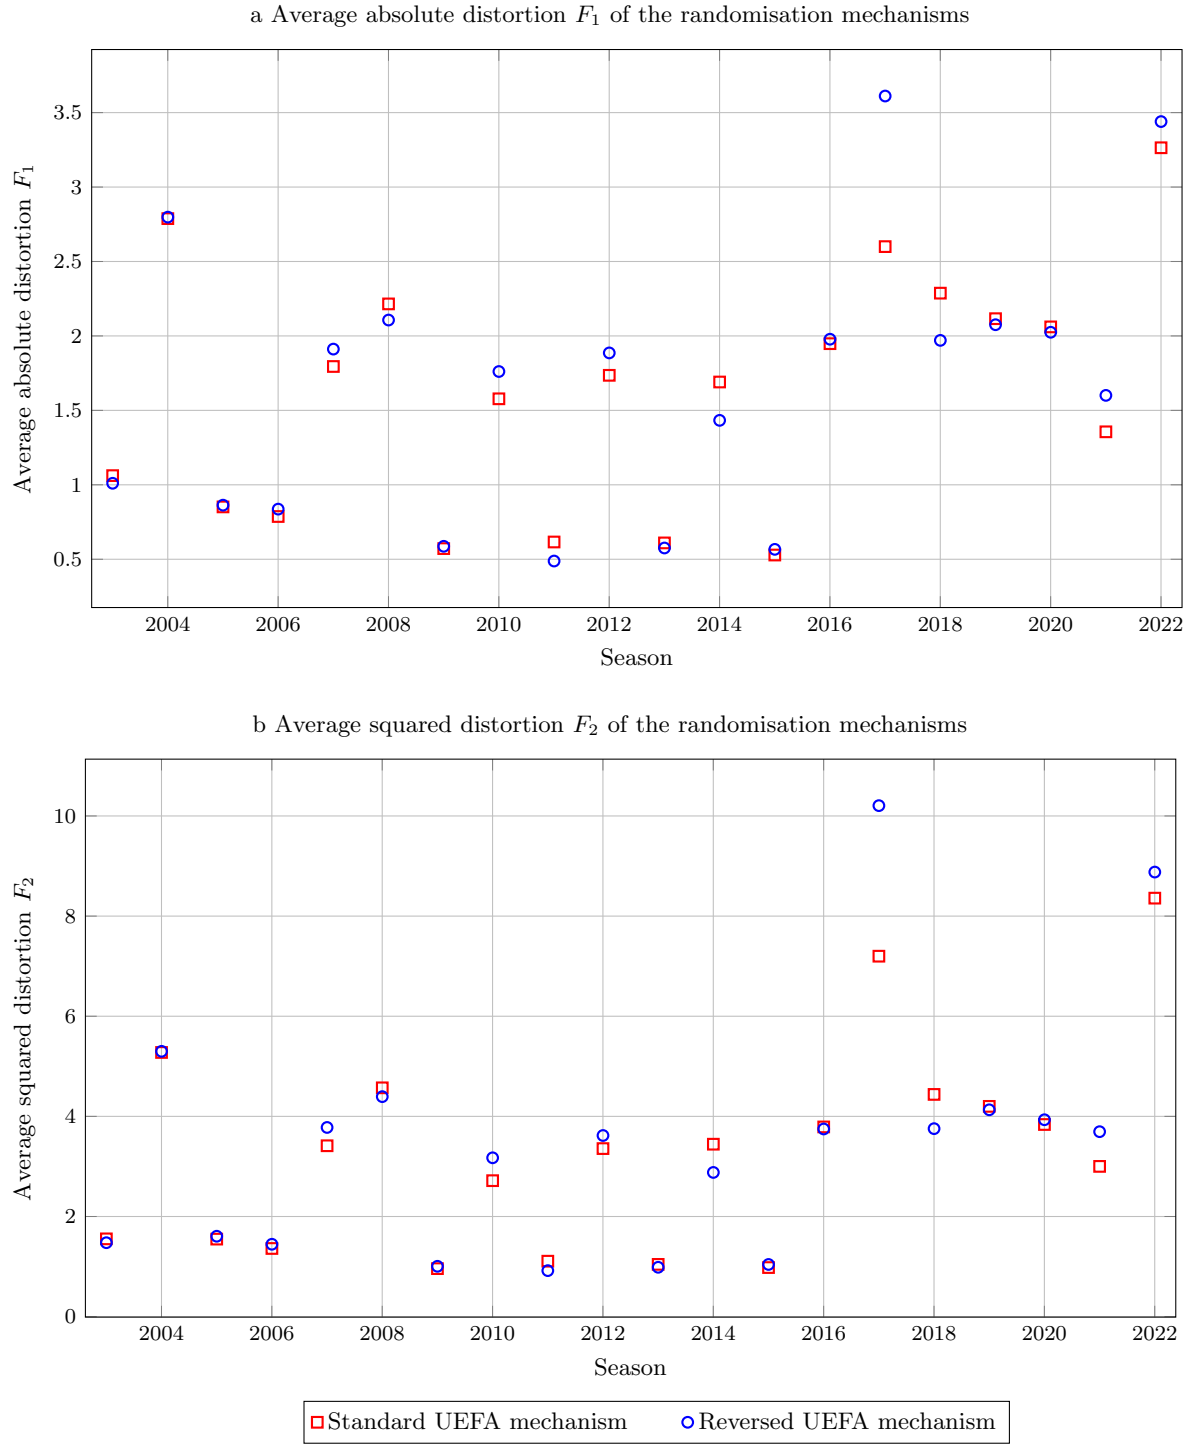 a Average absolute distortion F₁ of the randomisation mechanisms
3.5
3
2.5
2
1.5
1
0.5
Average absolute distortion F₁
2004 2006 2008 2010 2012 2014 2016 2018 2020 2022
Season
b Average squared distortion F₂ of the randomisation mechanisms
10
8
6
4
2
0
Average squared distortion F₂
2004 2006 2008 2010 2012 2014 2016 2018 2020 2022
Season
Standard UEFA mechanism Reversed UEFA mechanism